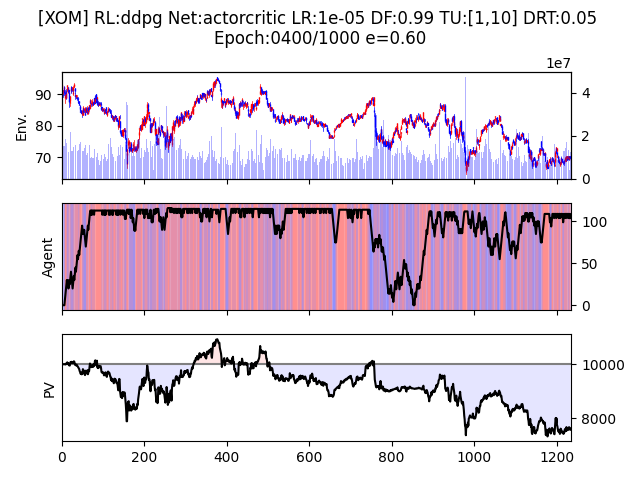 [XOM] RL:ddpg Net:actorcritic LR:1e-05 DF:0.99 TU:[1,10] DRT:0.05
Epoch:0400/1000 e=0.60
1e7
Env.
90
80
70
4
2
0
Agent
100
50
0
PV
10000
8000
0 200 400 600 800 1000 1200